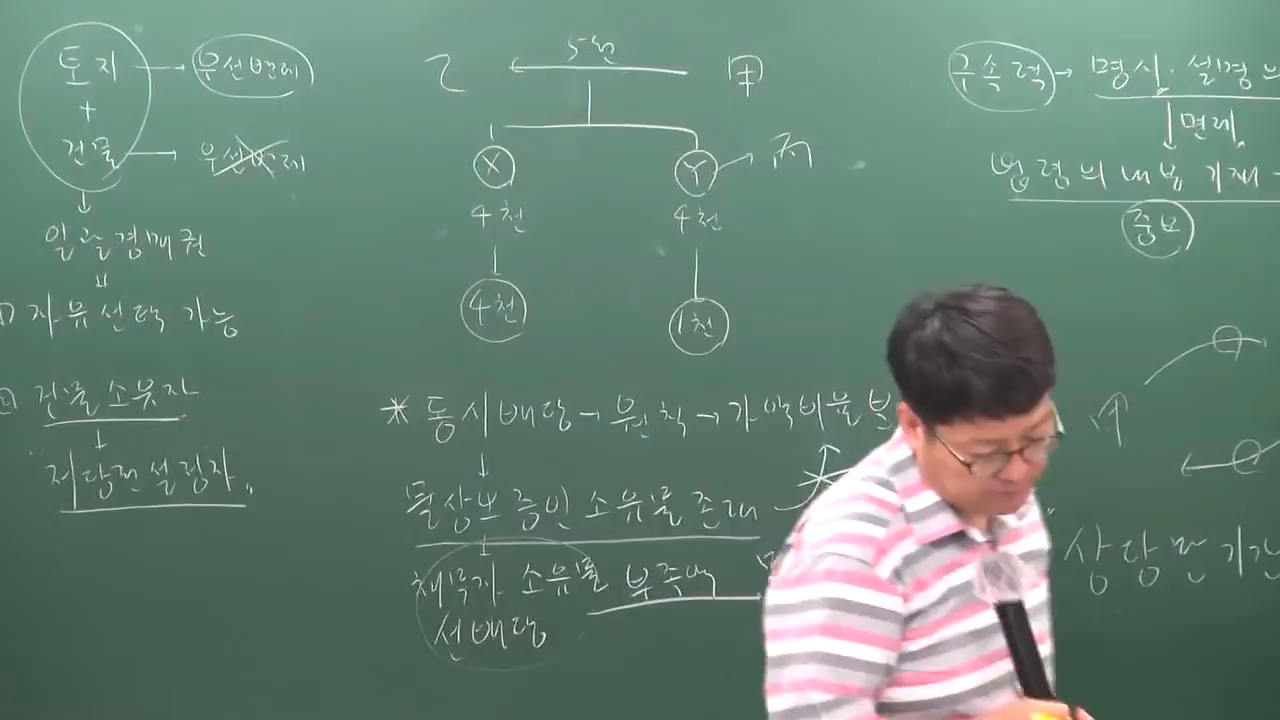 토지 → 우선변제
+
건물 → 우선변제
↓
일괄경매권
자유선택 가능
건물 소유자
↓
저당권설정자
乙 ← 5천 甲
X
Y → 丙
4천
4천
4천
1천
* 동시배당 → 원칙 → 가액비율
↓
물상보증인 소유물 존재
↓
채무자 소유물 부족액
선배당
구속력 → 명시·설명
↓ 면제
법령의 내용 기재
중요
상당한 기간